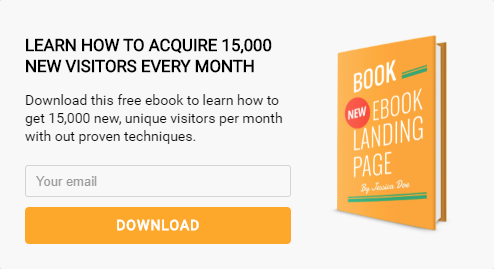 LEARN HOW TO ACQUIRE 15,000
NEW VISITORS EVERY MONTH
Download this free ebook to learn how to
get 15,000 new, unique visitors per month
with out proven techniques.
Your email
DOWNLOAD
BOOK
NEW
EBOOK
LANDING
PAGE
By Jessica Doe